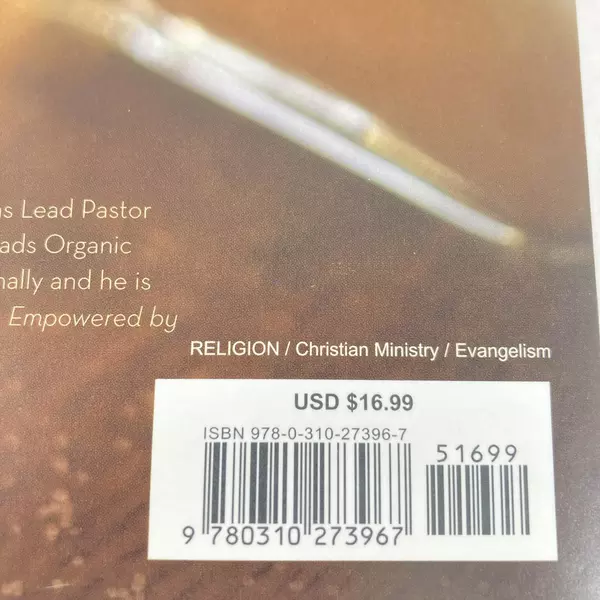 as Lead Pastor
ads Organic
nally and he is
Empowered by
RELIGION / Christian Ministry / Evangelism
USD $16.99
ISBN 978-0-310-27396-7
51699
9 780310 273967